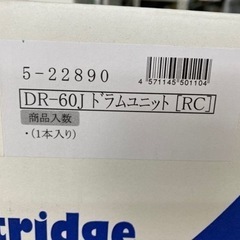 5-22890
4 571145 501104
DR-60J ドラムユニット [RC]
商品入数
・(1本入り)
tridge